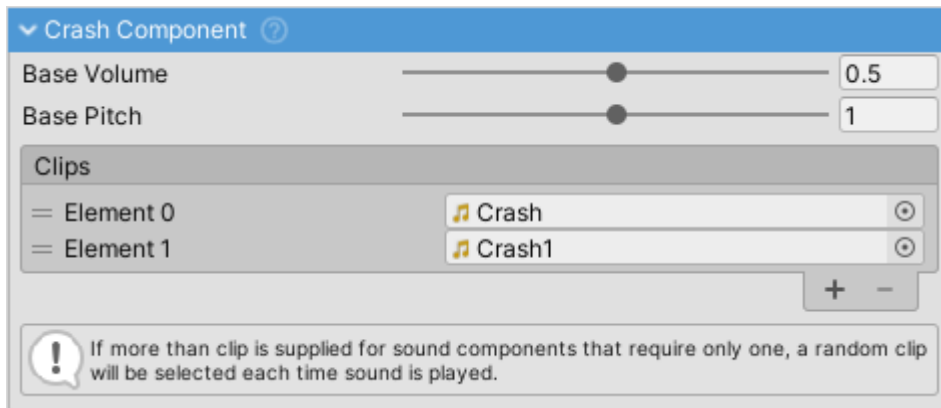 Crash Component
Base Volume 0.5
Base Pitch 1
Clips
= Element 0 Crash
= Element 1 Crash1
+ −
! If more than clip is supplied for sound components that require only one, a random clip
will be selected each time sound is played.